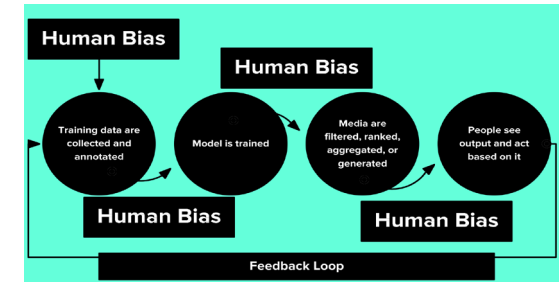 Human Bias
Human Bias
Training data are
collected and
annotated
Model is trained
Media are
filtered, ranked,
aggregated, or
generated
People see
output and act
based on it
Human Bias
Human Bias
Feedback Loop